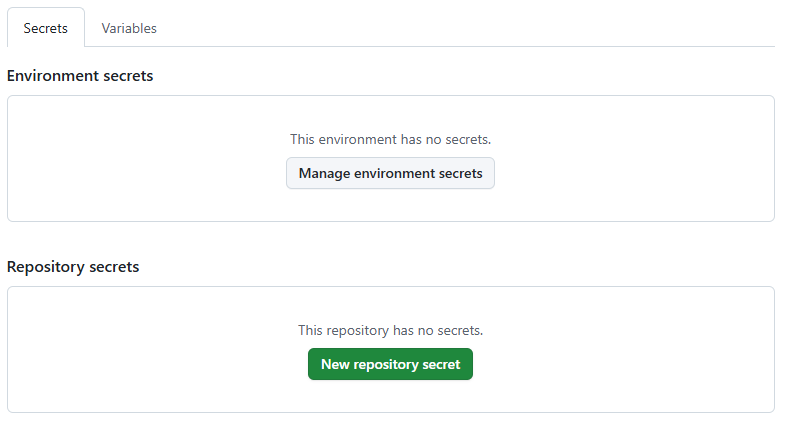 Secrets Variables
Environment secrets
This environment has no secrets.
Manage environment secrets
Repository secrets
This repository has no secrets.
New repository secret